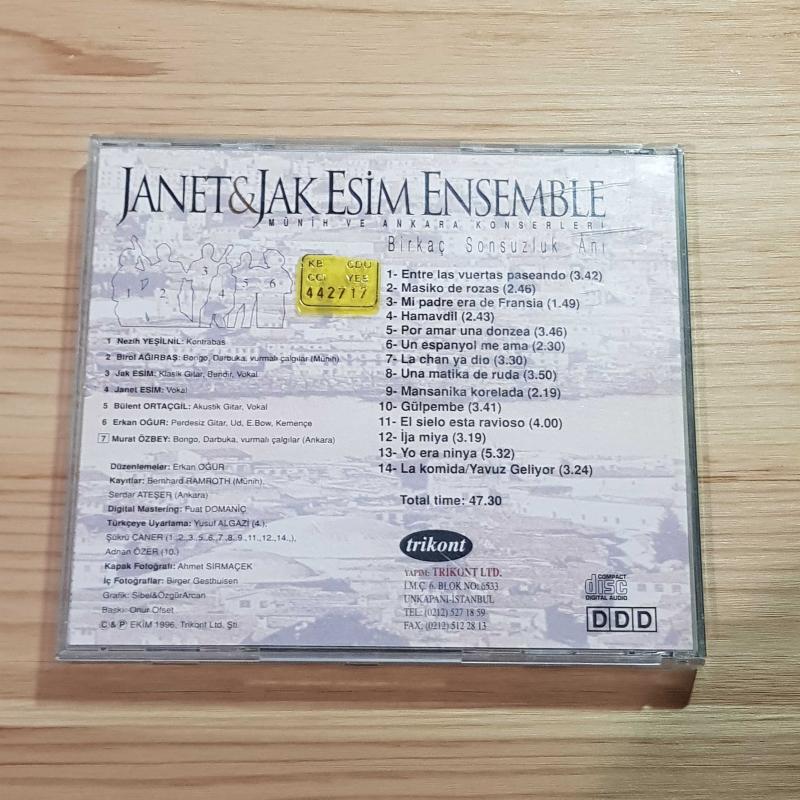 JANET&JAK ESİM ENSEMBLE
MÜNİH VE ANKARA KONSERLERİ
Birkaç Sonsuzluk Anı
1 2 3 4 5 6
KB CDU
CCİ YEB
442717
1 Nezih YEŞİLNİL: Kontrabas
2 Birol AĞIRBAŞ: Bongo, Darbuka, vurmalı çalgılar (Münih)
3 Jak ESİM: Klasik Gitar, Bendir, Vokal
4 Janet ESİM: Vokal
5 Bülent ORTAÇGİL: Akustik Gitar, Vokal
6 Erkan OĞUR: Perdesiz Gitar, Ud, E.Bow, Kemençe
7 Murat ÖZBEY: Bongo, Darbuka, vurmalı çalgılar (Ankara)
Düzenlemeler: Erkan OĞUR
Kayıtlar: Bernhard RAMROTH (Münih),
Serdar ATEŞER (Ankara)
Digital Mastering: Fuat DOMANİÇ
Türkçeye Uyarlama: Yusuf ALGAZİ (4.),
Şükrü CANER (1.,2.,3.,5.,6.,7.,8.,9.,11.,12.,14.,),
Adnan ÖZER (10.)
Kapak Fotoğrafı: Ahmet SIRMAÇEK
İç Fotoğraflar: Birger Gesthuisen
Grafik: Sibel&ÖzgürArcan
Baskı: Onur Ofset
© & ℗ EKİM 1996, Trikont Ltd. Şti.
1- Entre las vuertas paseando (3.42)
2- Masiko de rozas (2.46)
3- Mi padre era de Fransia (1.49)
4- Hamavdil (2.43)
5- Por amar una donzea (3.46)
6- Un espanyol me ama (2.30)
7- La chan ya dio (3.30)
8- Una matika de ruda (3.50)
9- Mansanika korelada (2.19)
10- Gülpembe (3.41)
11- El sielo esta ravioso (4.00)
12- İja miya (3.19)
13- Yo era ninya (5.32)
14- La komida/Yavuz Geliyor (3.24)
Total time: 47.30
trikont
YAPIM: TRİKONT LTD.
İ.M.Ç. 6. BLOK NO: 6533
UNKAPANI-İSTANBUL
TEL: (0212) 527 18 59
FAX: (0212) 512 28 13
COMPACT
disc
DIGITAL AUDIO
DDD